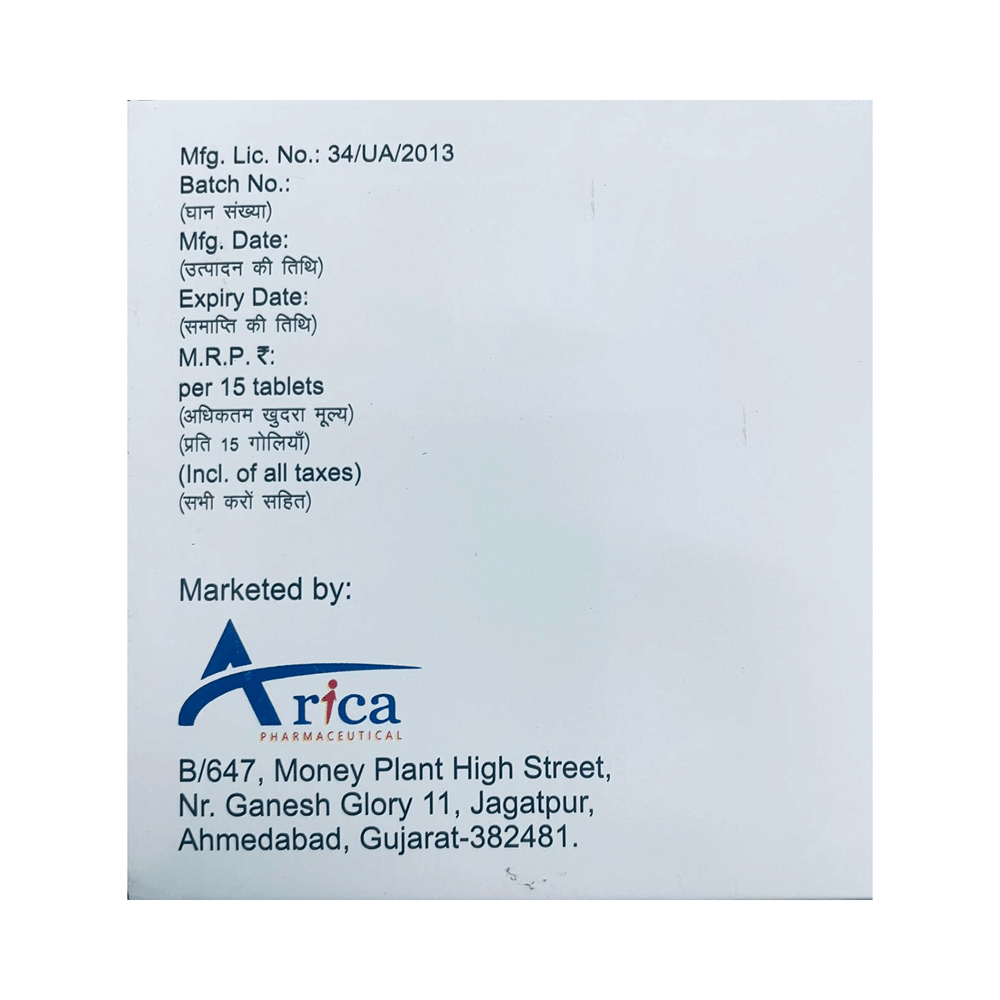 Mfg. Lic. No.: 34/UA/2013
Batch No.:
(घान संख्या)
Mfg. Date:
(उत्पादन की तिथि)
Expiry Date:
(समाप्ति की तिथि)
M.R.P. ₹:
per 15 tablets
(अधिकतम खुदरा मूल्य)
(प्रति 15 गोलियाँ)
(Incl. of all taxes)
(सभी करों सहित)
Marketed by:
Arica
PHARMACEUTICAL
B/647, Money Plant High Street,
Nr. Ganesh Glory 11, Jagatpur,
Ahmedabad, Gujarat-382481.